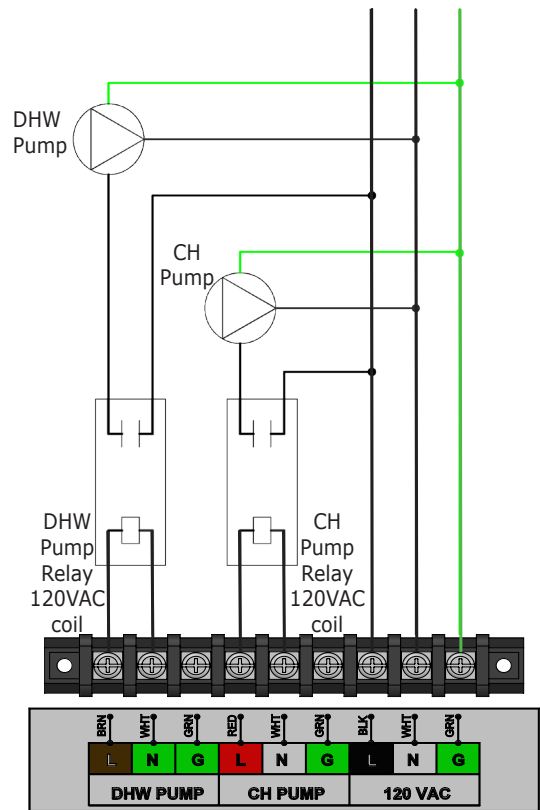 DHW
Pump
CH
Pump
DHW
Pump
Relay
120VAC
coil
CH
Pump
Relay
120VAC
coil
BRN WHT GRN RED WHT GRN BLK WHT GRN
L N G L N G L N G
DHW PUMP CH PUMP 120 VAC